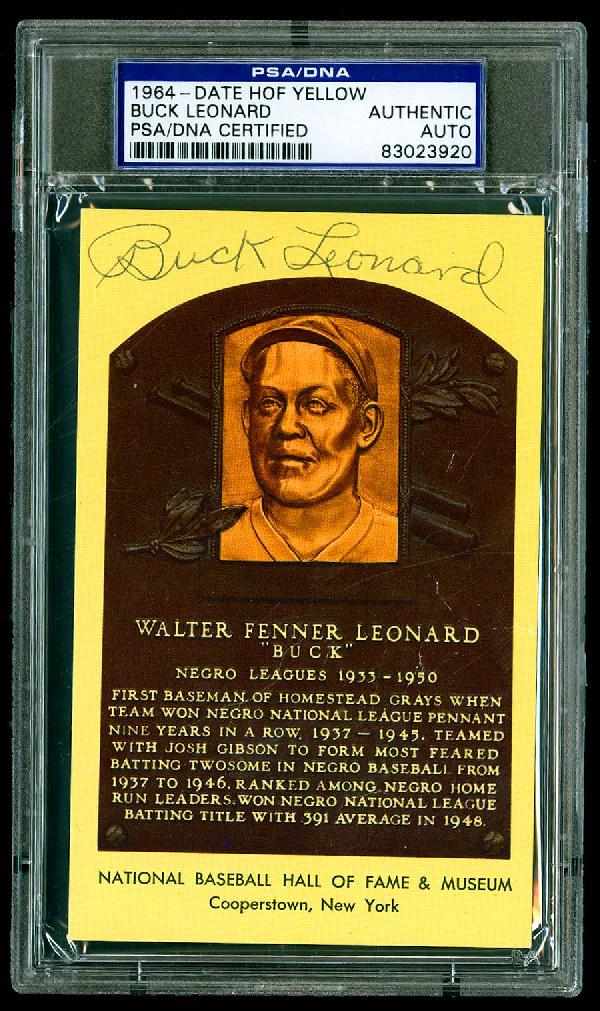 PSA/DNA
1964-DATE HOF YELLOW
BUCK LEONARD AUTHENTIC
PSA/DNA CERTIFIED AUTO
83023920
Buck Leonard
WALTER FENNER LEONARD
"BUCK"
NEGRO LEAGUES 1933-1950
FIRST BASEMAN OF HOMESTEAD GRAYS WHEN
TEAM WON NEGRO NATIONAL LEAGUE PENNANT
NINE YEARS IN A ROW, 1937-1945. TEAMED
WITH JOSH GIBSON TO FORM MOST FEARED
BATTING TWOSOME IN NEGRO BASEBALL FROM
1937 TO 1946. RANKED AMONG NEGRO HOME
RUN LEADERS. WON NEGRO NATIONAL LEAGUE
BATTING TITLE WITH .391 AVERAGE IN 1948.
NATIONAL BASEBALL HALL OF FAME & MUSEUM
Cooperstown, New York